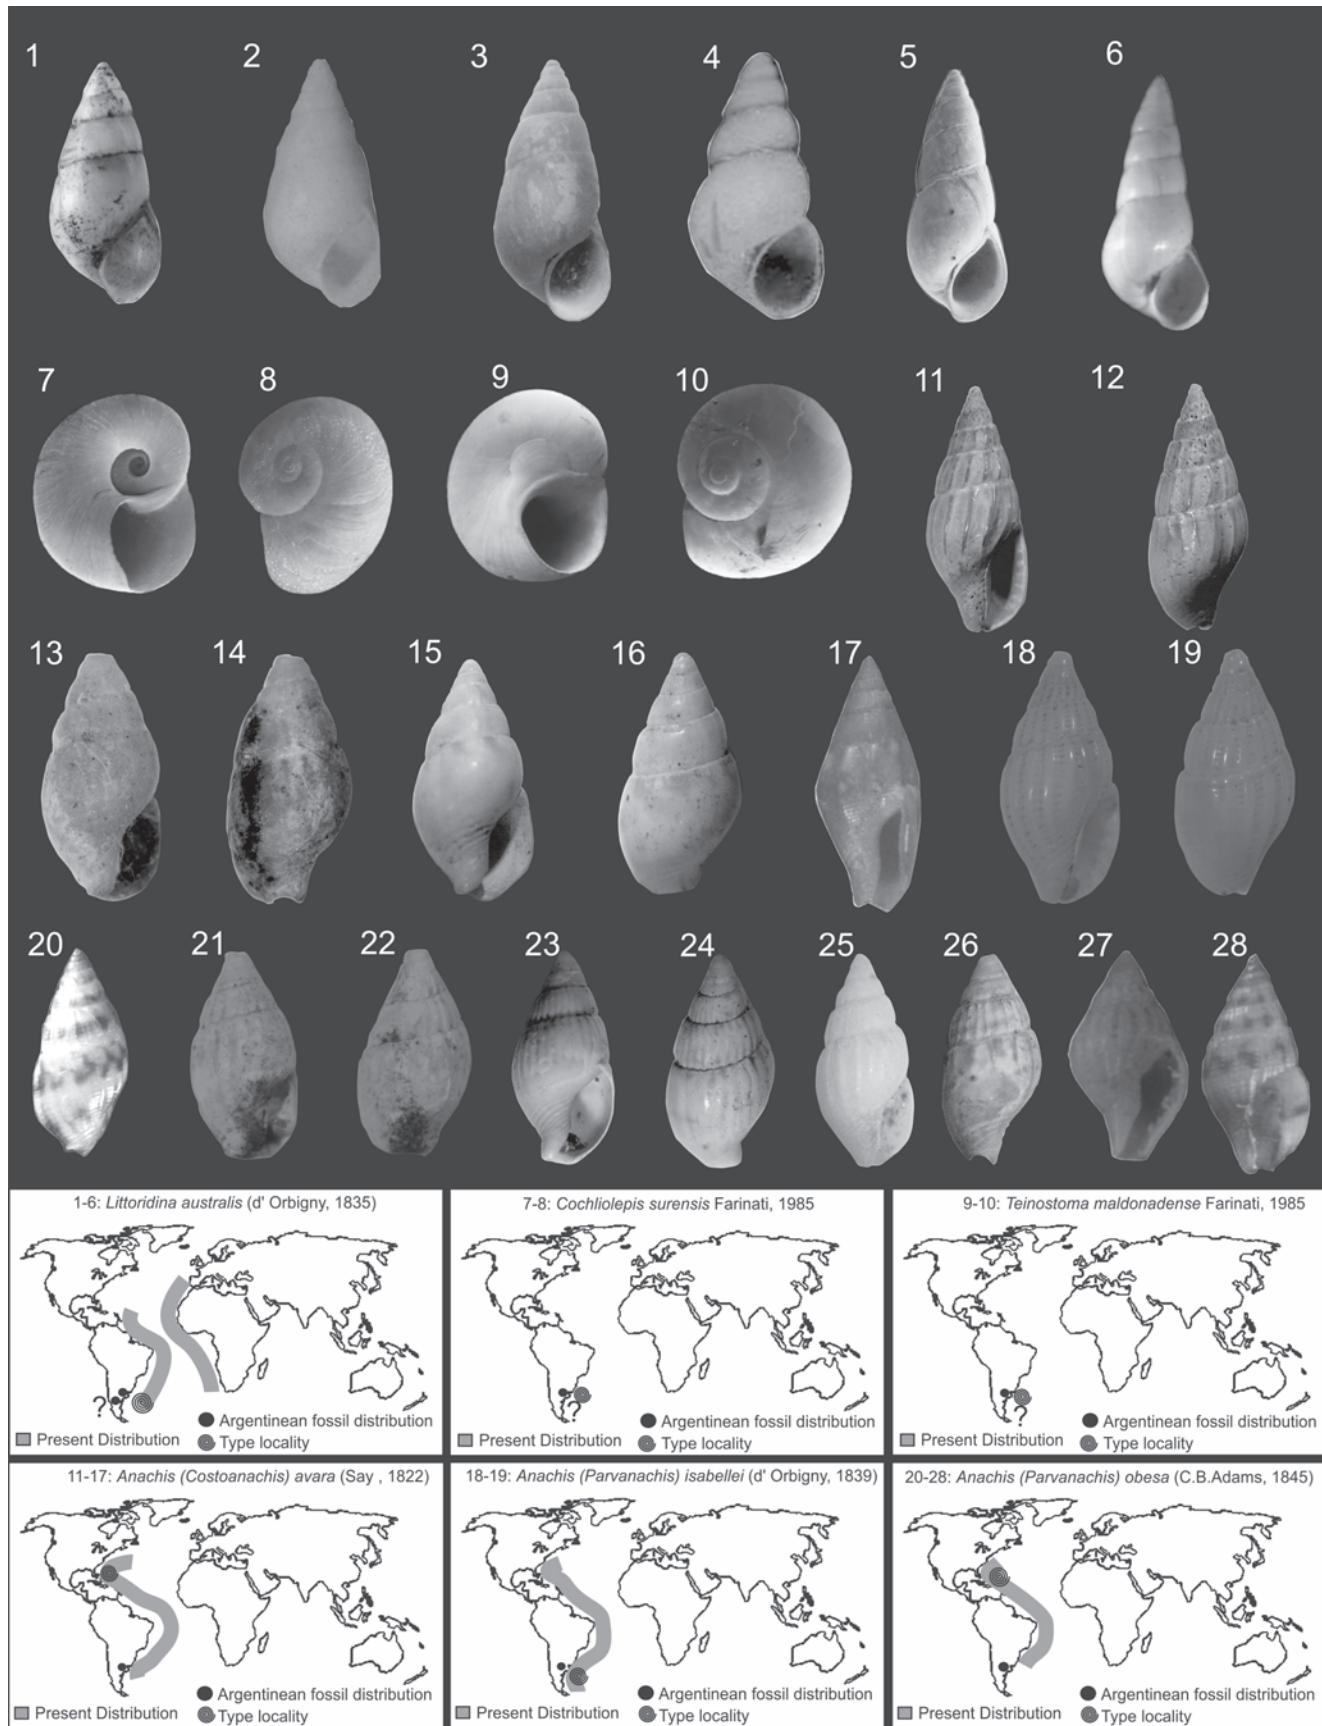 1 2 3 4 5 6
7 8 9 10 11 12
13 14 15 16 17 18 19
20 21 22 23 24 25 26 27 28
1-6: Littoridina australis (d' Orbigny, 1835)
?
Argentinean fossil distribution
Present Distribution
Type locality
7-8: Cochliolepis surensis Farinati, 1985
?
Argentinean fossil distribution
Present Distribution
Type locality
9-10: Teinostoma maldonadense Farinati, 1985
?
Argentinean fossil distribution
Present Distribution
Type locality
11-17: Anachis (Costoanachis) avara (Say , 1822)
Argentinean fossil distribution
Present Distribution
Type locality
18-19: Anachis (Parvanachis) isabellei (d' Orbigny, 1839)
Argentinean fossil distribution
Present Distribution
Type locality
20-28: Anachis (Parvanachis) obesa (C.B.Adams, 1845)
Argentinean fossil distribution
Present Distribution
Type locality